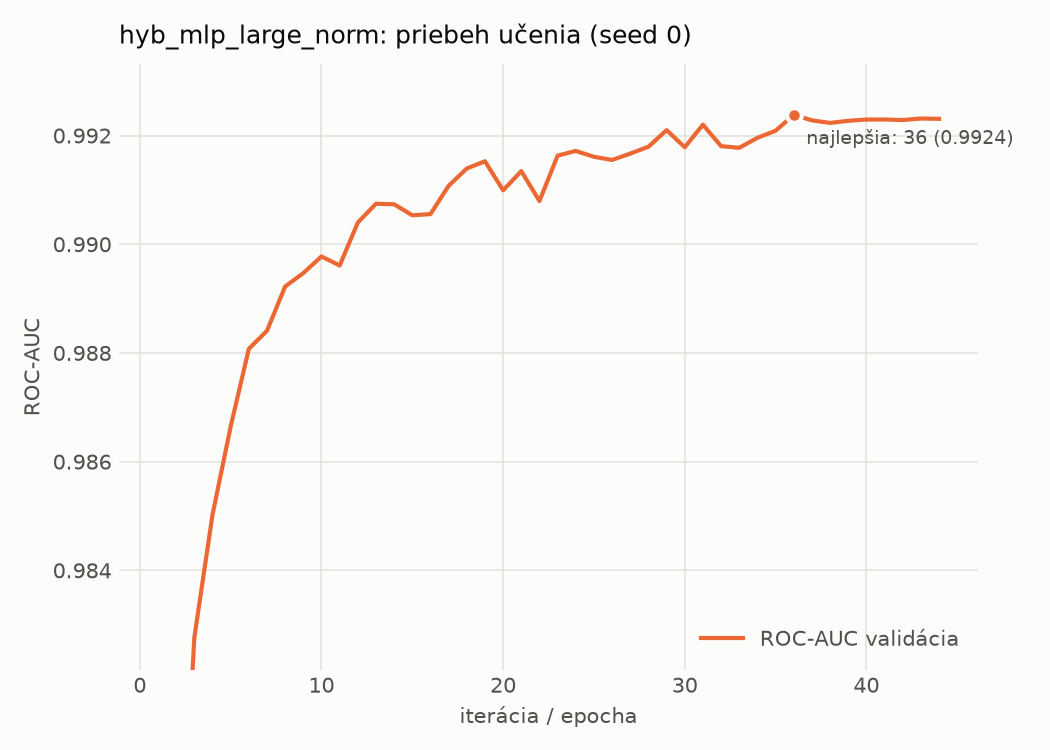 hyb_mlp_large_norm: priebeh učenia (seed 0)
0.992
0.990
0.988
0.986
0.984
ROC-AUC
najlepšia: 36 (0.9924)
ROC-AUC validácia
0 10 20 30 40
iterácia / epocha